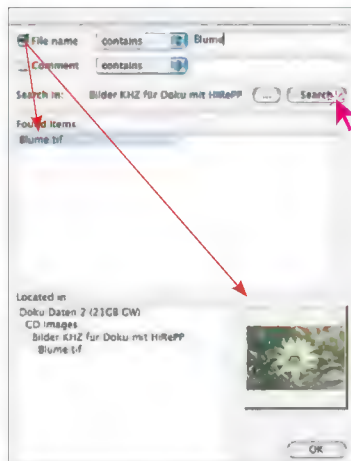 File name contains Blume
Comment contains
Search in: Bilder KHZ für Doku mit HiRePP ... Search
Found Items
Blume tif
Located in
Doku Daten 2 (21GB GW)
CD Images
Bilder KHZ für Doku mit HiRePP
Blume tif
OK